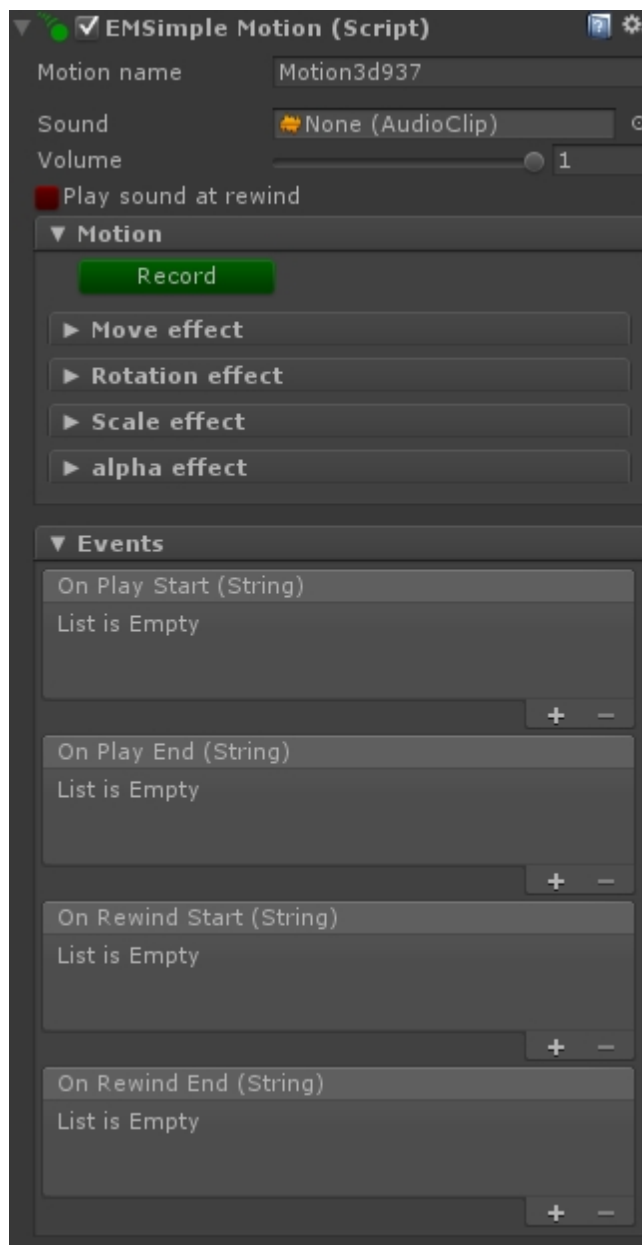 EMSimple Motion (Script)
Motion name Motion3d937
Sound None (AudioClip)
Volume 1
Play sound at rewind
Motion
Record
Move effect
Rotation effect
Scale effect
alpha effect
Events
On Play Start (String)
List is Empty
+ −
On Play End (String)
List is Empty
+ −
On Rewind Start (String)
List is Empty
+ −
On Rewind End (String)
List is Empty
+ −